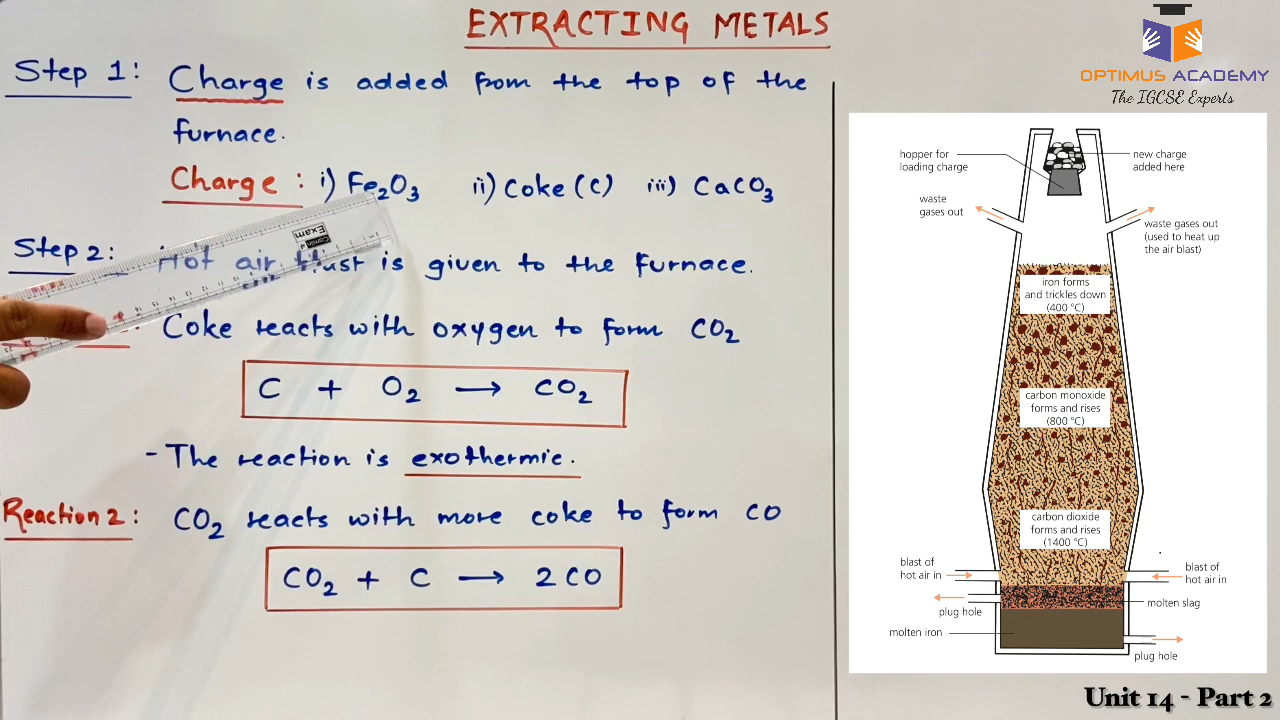 EXTRACTING METALS
Step 1: Charge is added from the top of the
furnace.
Charge: i) Fe2O3 ii) Coke (C) iii) CaCO3
Step 2: Hot air blast is given to the furnace.
Coke reacts with oxygen to form CO2
C + O2 → CO2
- The reaction is exothermic.
Reaction 2: CO2 reacts with more coke to form CO
CO2 + C → 2CO
Exam
OPTIMUS ACADEMY
The IGCSE Experts
hopper for
loading charge
new charge
added here
waste
gases out
waste gases out
(used to heat up
the air blast)
iron forms
and trickles down
(400 °C)
carbon monoxide
forms and rises
(800 °C)
carbon dioxide
forms and rises
(1400 °C)
blast of
hot air in
blast of
hot air in
plug hole
molten slag
molten iron
plug hole
Unit 14 - Part 2